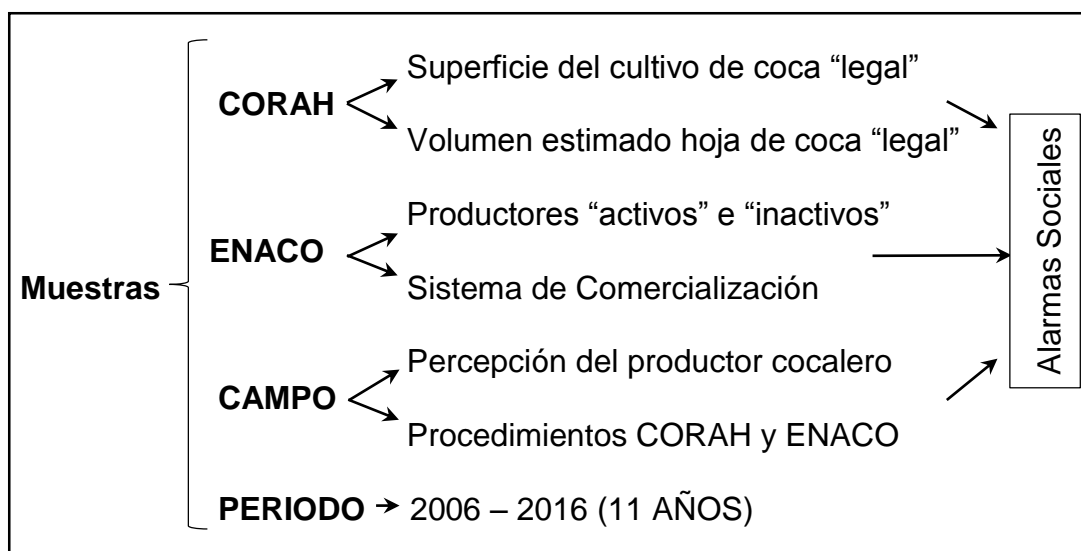 Superficie del cultivo de coca “legal”
CORAH
Volumen estimado hoja de coca “legal”
Productores “activos” e “inactivos”
ENACO
Muestras
Sistema de Comercialización
Percepción del productor cocalero
CAMPO
Procedimientos CORAH y ENACO
PERIODO 2006 – 2016 (11 AÑOS)
Alarmas Sociales